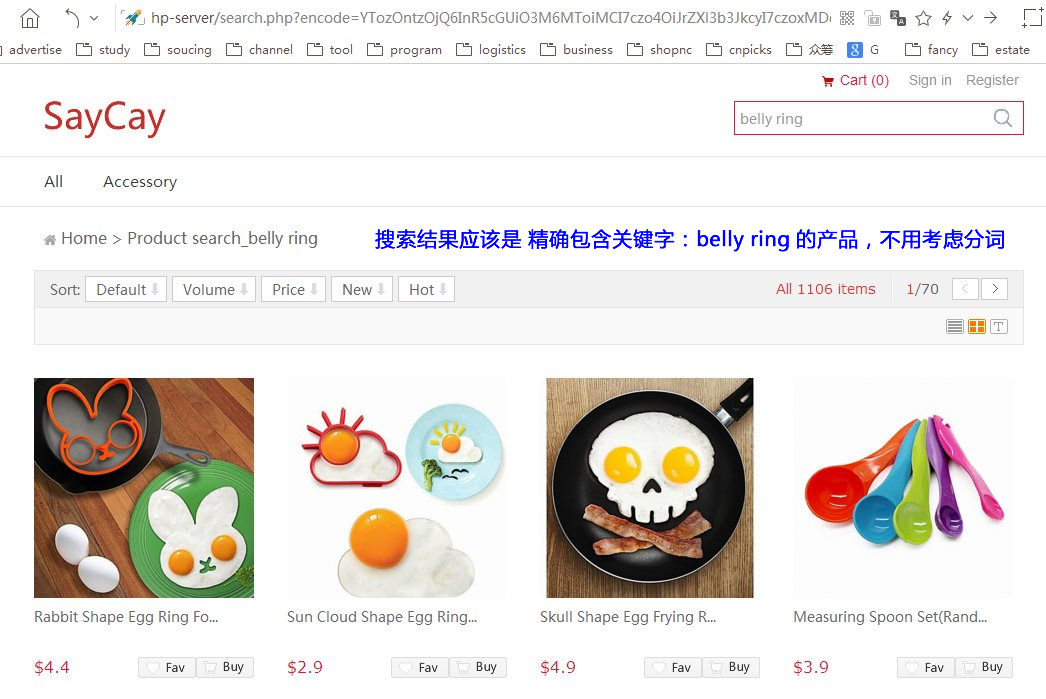 hp-server/search.php?encode=YTozOntzOjQ6InR5cGUiO3M6MToiMCI7czo4OiJrZXl3b3JkcyI7czoxMD
advertise study soucing channel tool program logistics business shopnc cnpicks 众筹 G fancy estate
Cart (0) Sign in Register
SayCay
belly ring
All Accessory
Home > Product search_belly ring
搜索结果应该是 精确包含关键字：belly ring 的产品，不用考虑分词
Sort: Default Volume Price New Hot
All 1106 items 1/70 < >
T
Rabbit Shape Egg Ring Fo... Sun Cloud Shape Egg Ring... Skull Shape Egg Frying R... Measuring Spoon Set(Rand...
$4.4 Fav Buy $2.9 Fav Buy $4.9 Fav Buy $3.9 Fav Buy